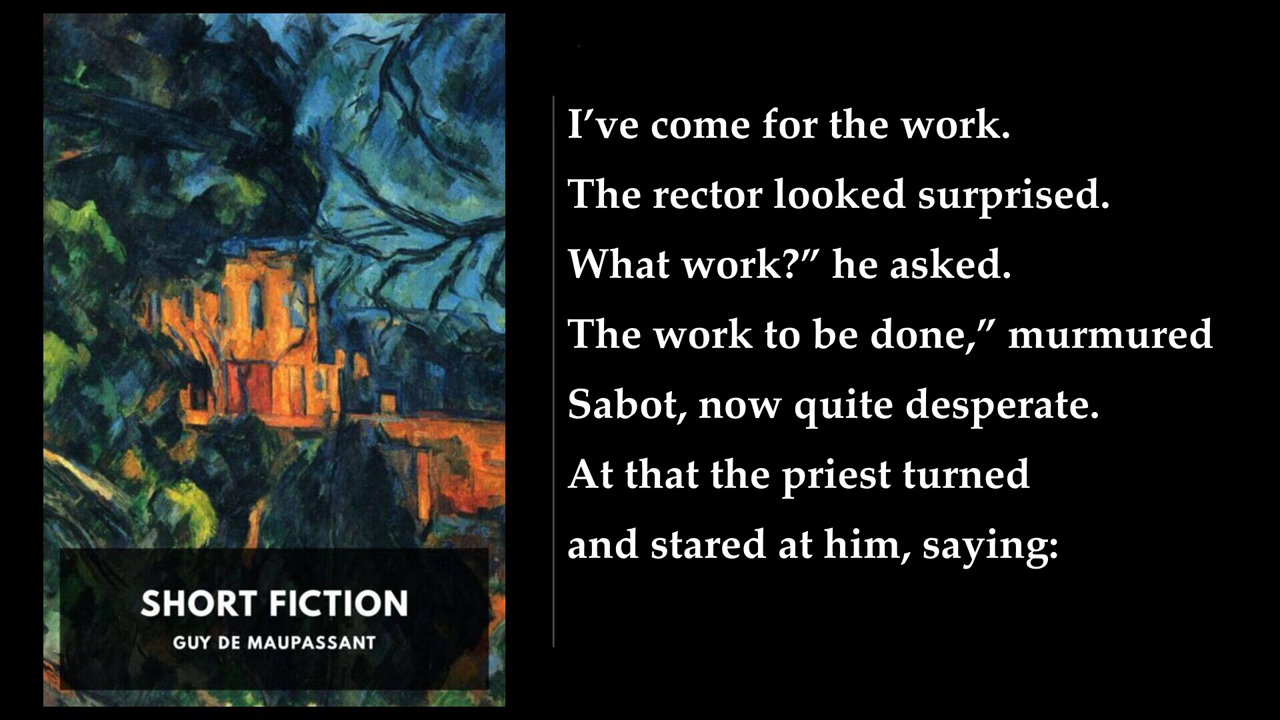 I’ve come for the work.
The rector looked surprised.
What work?” he asked.
The work to be done,” murmured
Sabot, now quite desperate.
At that the priest turned
and stared at him, saying:
SHORT FICTION
GUY DE MAUPASSANT